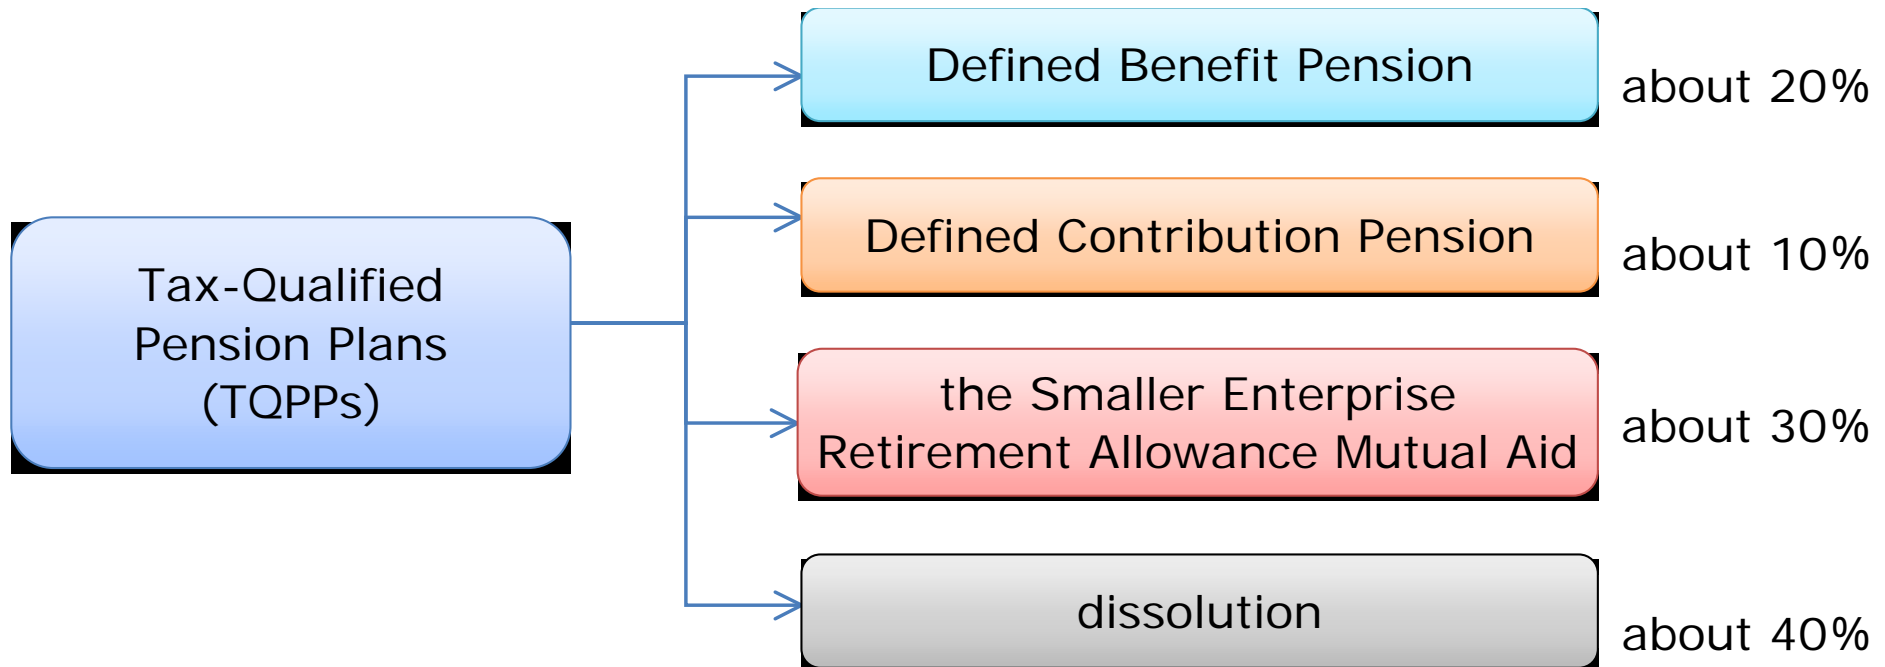 Defined Benefit Pension
about 20%
Defined Contribution Pension
about 10%
Tax-Qualified
Pension Plans
(TQPPs)
the Smaller Enterprise
Retirement Allowance Mutual Aid
about 30%
dissolution
about 40%